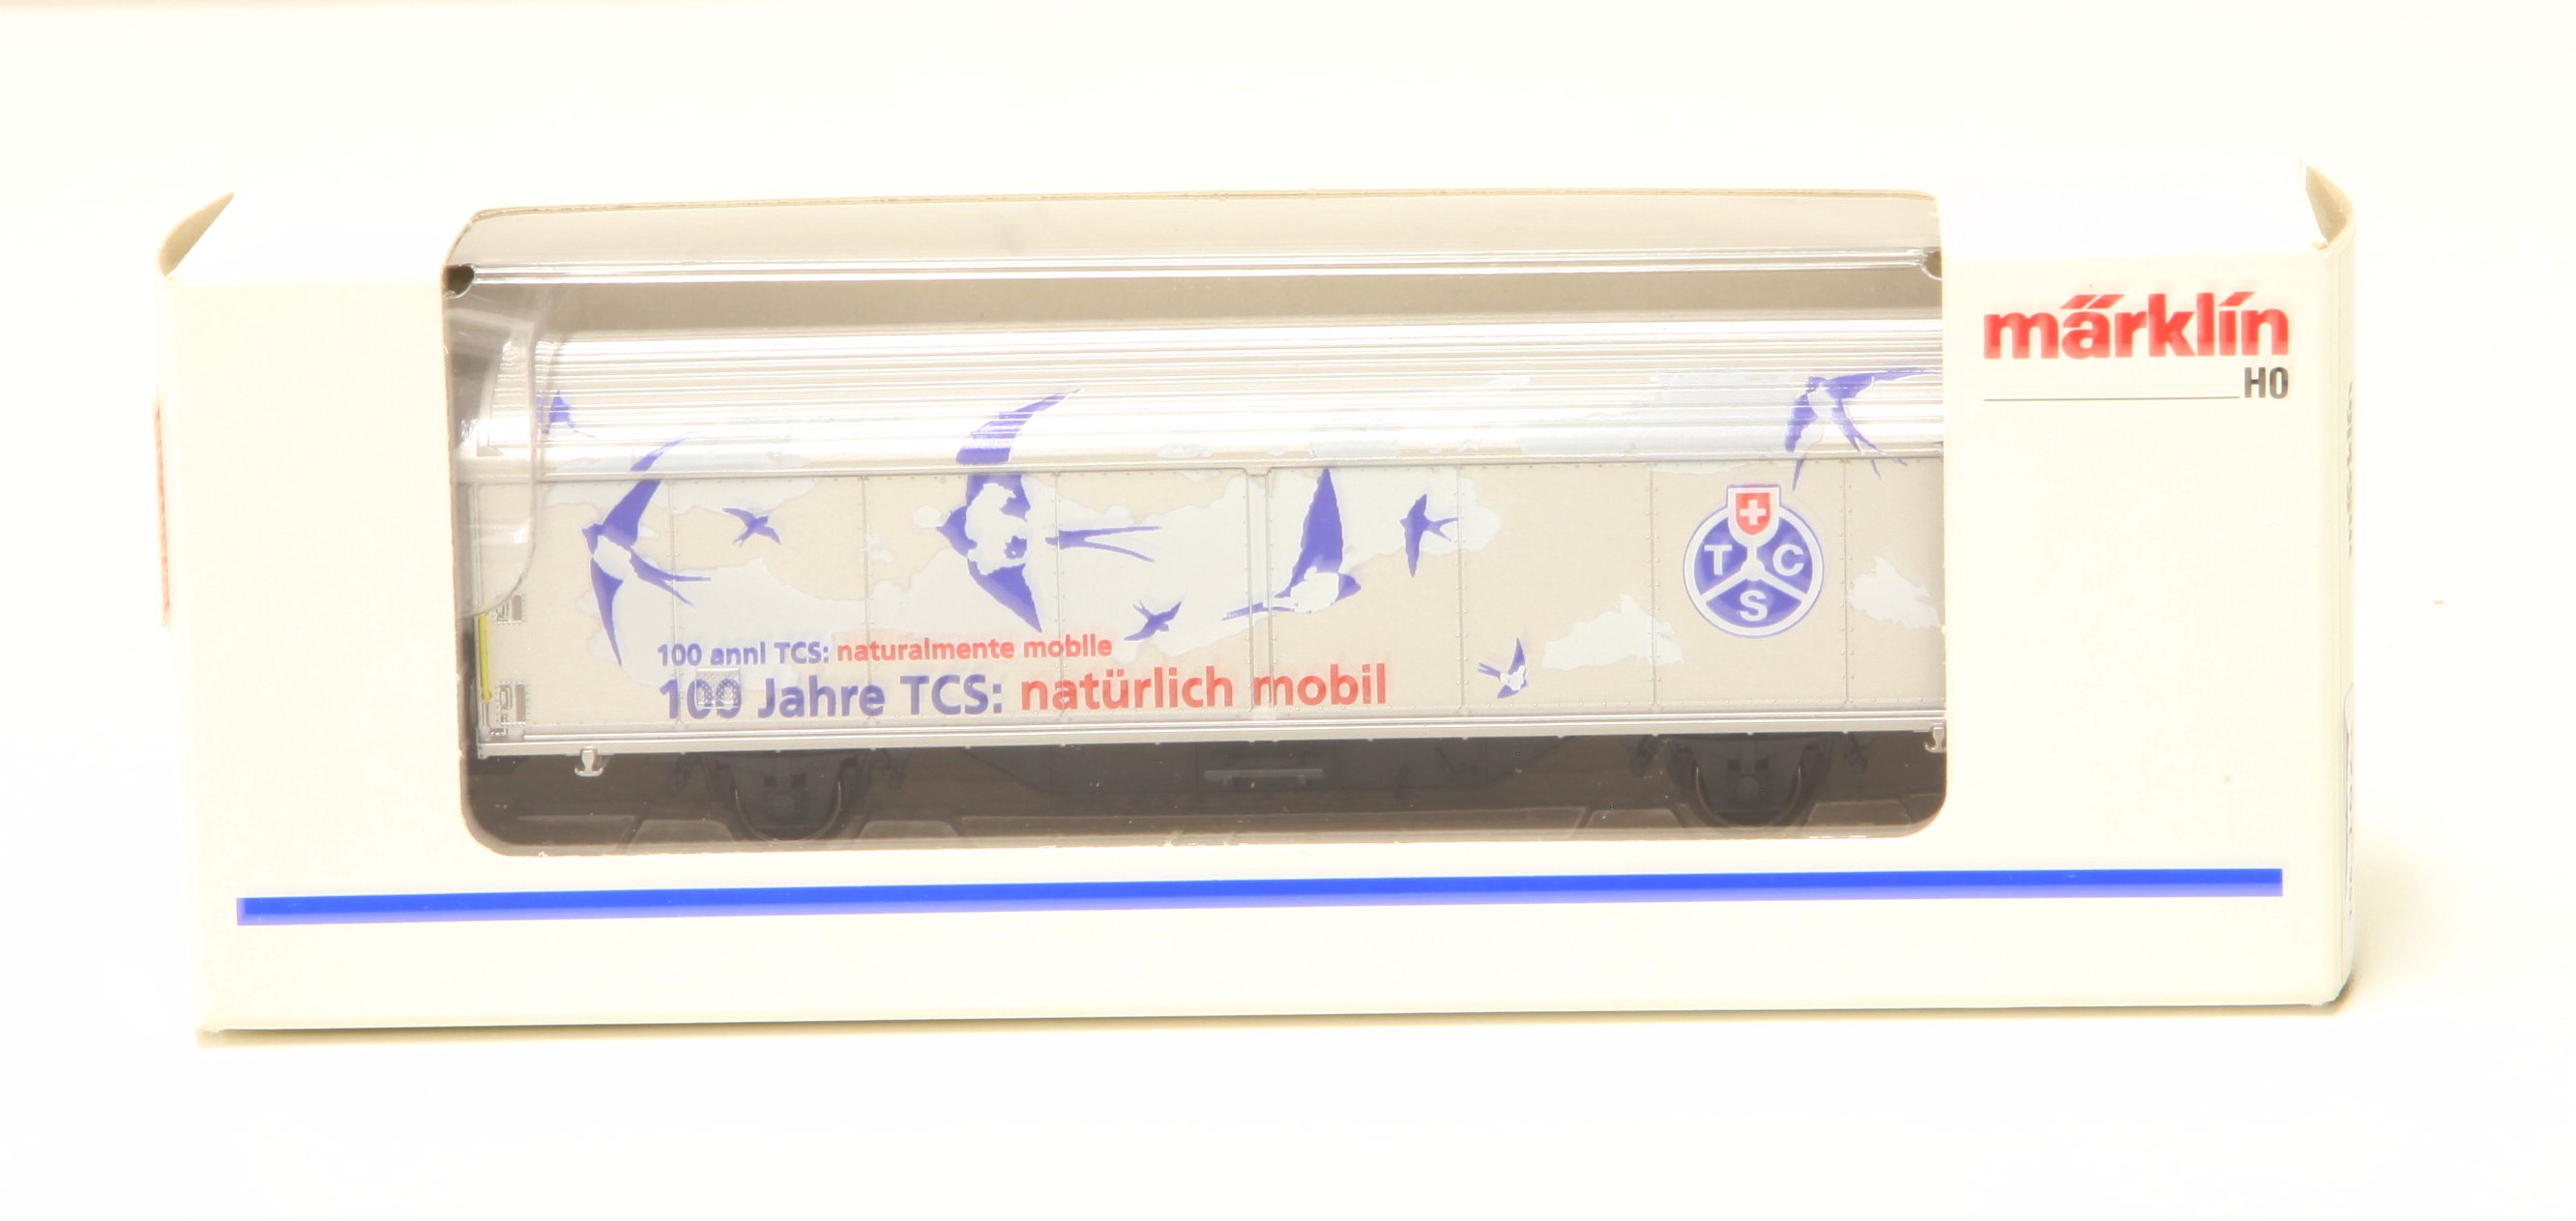 märklin
H0
T C
S
100 anni TCS: naturalmente mobile
100 Jahre TCS: natürlich mobil